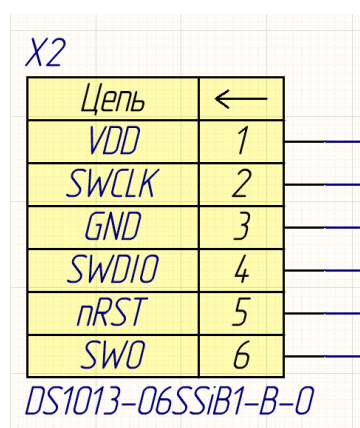 X2
Цепь ←
VDD 1
SWCLK 2
GND 3
SWDIO 4
nRST 5
SWO 6
DS1013-06SSiB1-B-0